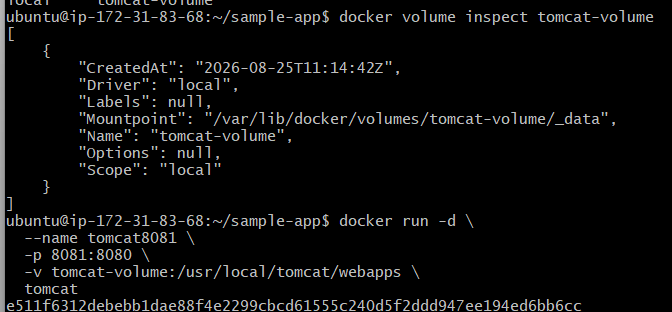 local     tomcat-volume
ubuntu@ip-172-31-83-68:~/sample-app$ docker volume inspect tomcat-volume
[
    {
        "CreatedAt": "2026-08-25T11:14:42Z",
        "Driver": "local",
        "Labels": null,
        "Mountpoint": "/var/lib/docker/volumes/tomcat-volume/_data",
        "Name": "tomcat-volume",
        "Options": null,
        "Scope": "local"
    }
]
ubuntu@ip-172-31-83-68:~/sample-app$ docker run -d \
  --name tomcat8081 \
  -p 8081:8080 \
  -v tomcat-volume:/usr/local/tomcat/webapps \
  tomcat
e511f6312debebb1dae88f4e2299cbcd61555c240d5f2ddd947ee194ed6bb6cc